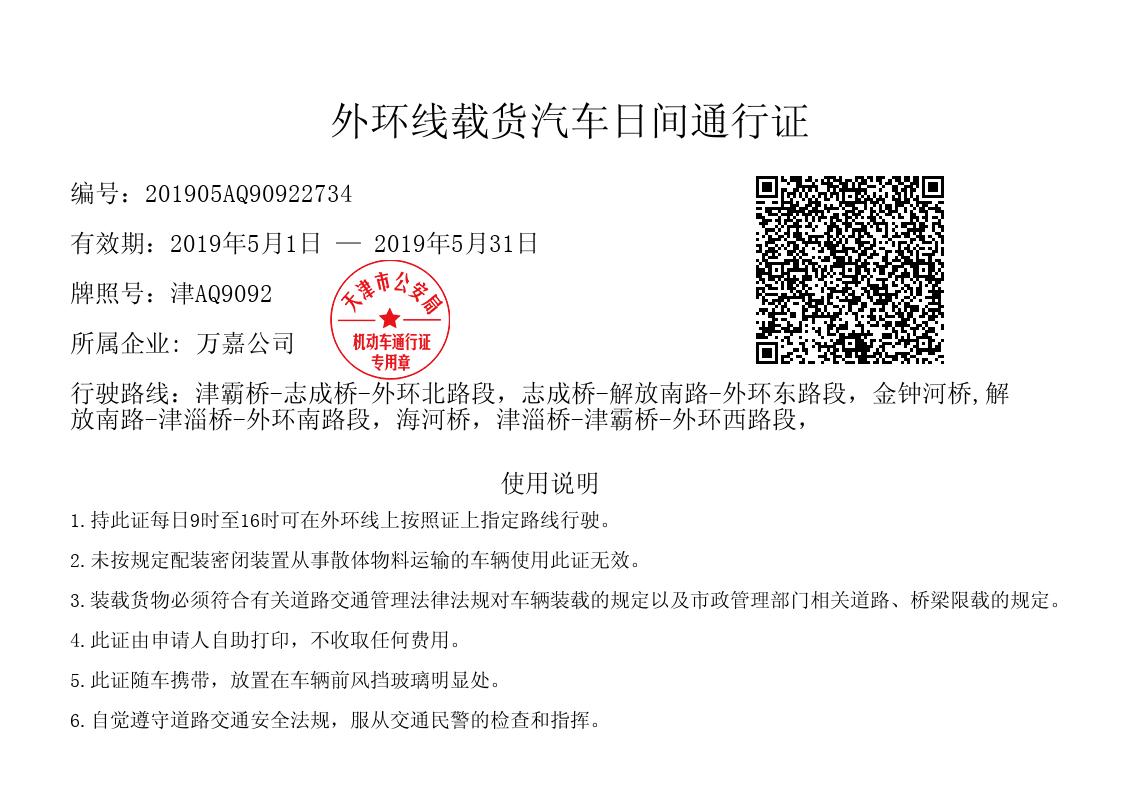 外环线载货汽车日间通行证
编号：201905AQ90922734
有效期：2019年5月1日 — 2019年5月31日
牌照号：津AQ9092
天津市公安局
机动车通行证
专用章
所属企业: 万嘉公司
行驶路线：津霸桥-志成桥-外环北路段，志成桥-解放南路-外环东路段，金钟河桥,解
放南路-津淄桥-外环南路段，海河桥，津淄桥-津霸桥-外环西路段，
使用说明
1.持此证每日9时至16时可在外环线上按照证上指定路线行驶。
2.未按规定配装密闭装置从事散体物料运输的车辆使用此证无效。
3.装载货物必须符合有关道路交通管理法律法规对车辆装载的规定以及市政管理部门相关道路、桥梁限载的规定。
4.此证由申请人自助打印，不收取任何费用。
5.此证随车携带，放置在车辆前风挡玻璃明显处。
6.自觉遵守道路交通安全法规，服从交通民警的检查和指挥。